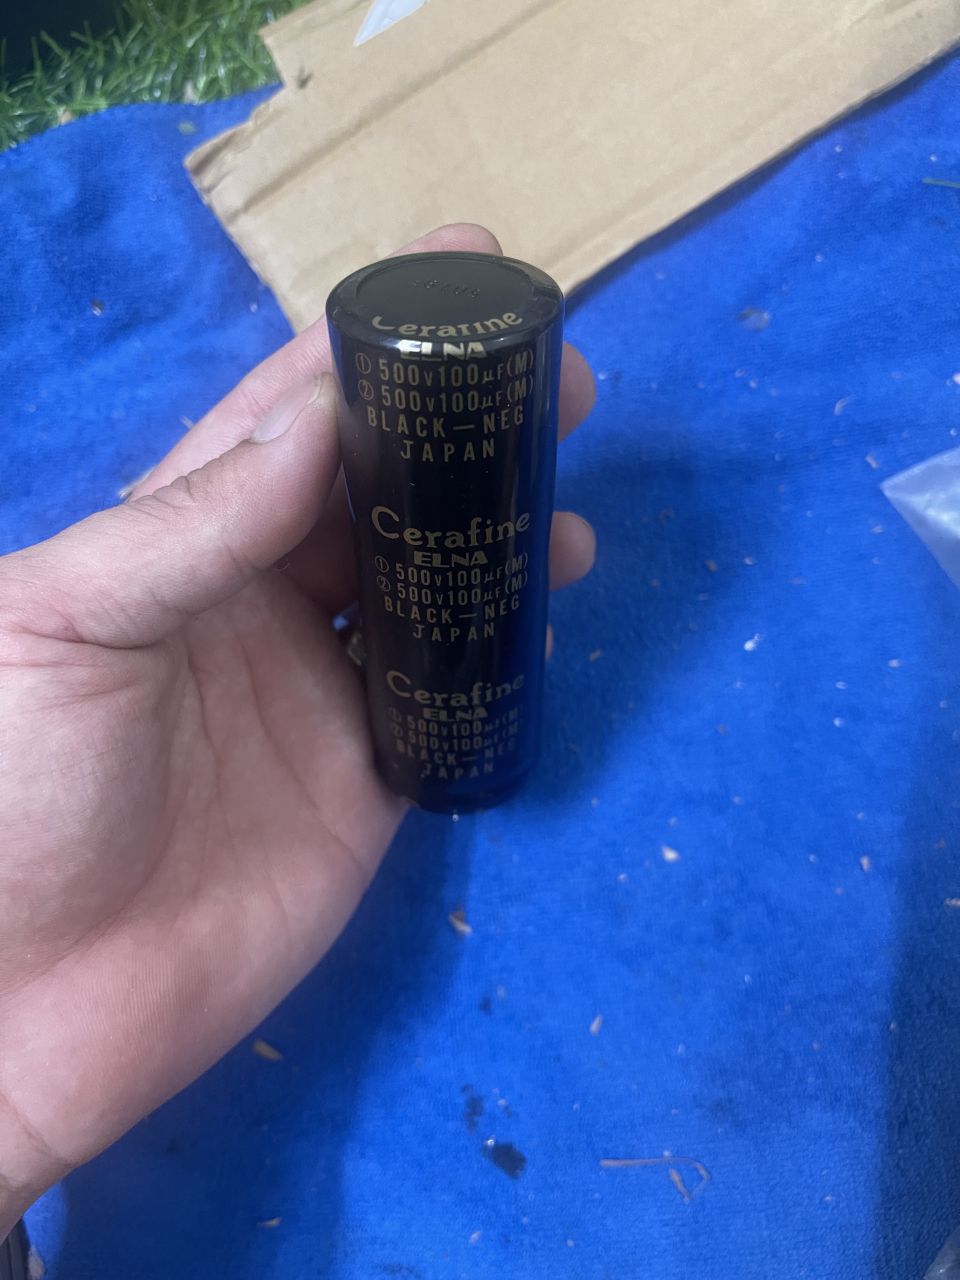 Cerafine
ELNA
① 500V100μF(M)
② 500V100μF(M)
BLACK—NEG
JAPAN
Cerafine
ELNA
① 500V100μF(M)
② 500V100μF(M)
BLACK—NEG
JAPAN
Cerafine
ELNA
① 500V100μF(M)
② 500V100μF(M)
BLACK—NEG
JAPAN